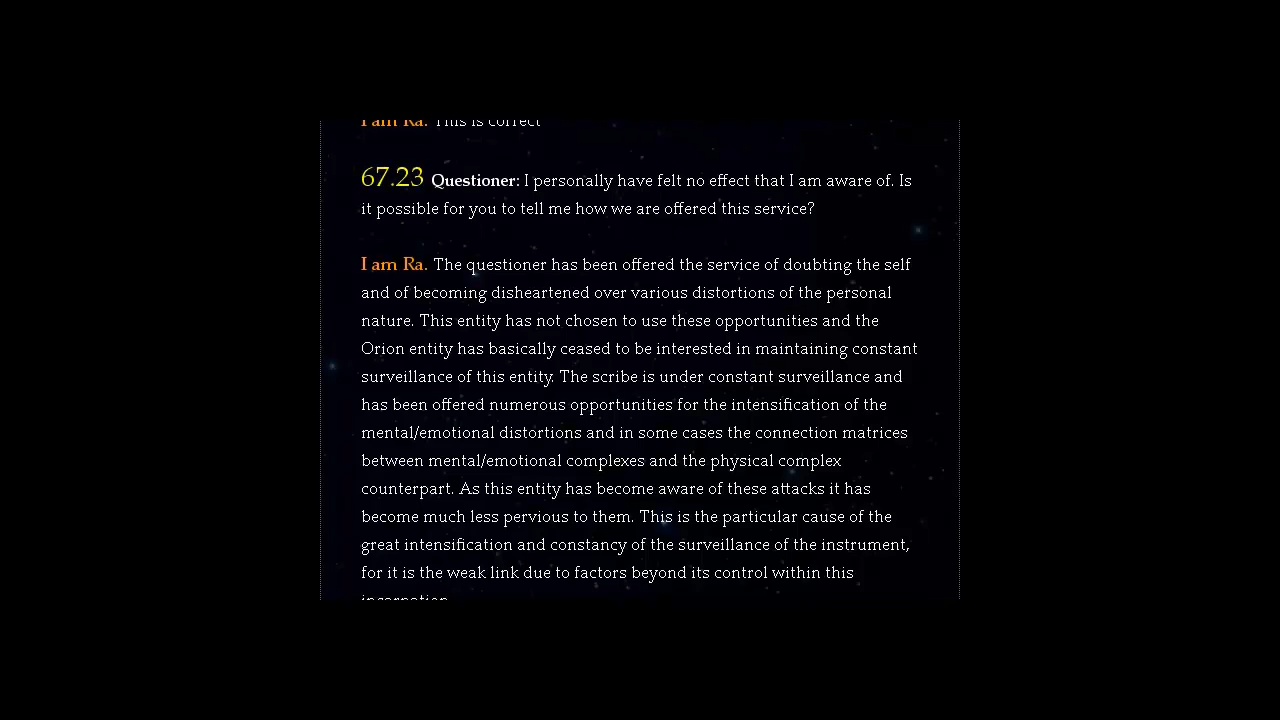 I am Ra. This is correct
67.23 Questioner: I personally have felt no effect that I am aware of. Is
it possible for you to tell me how we are offered this service?
I am Ra. The questioner has been offered the service of doubting the self
and of becoming disheartened over various distortions of the personal
nature. This entity has not chosen to use these opportunities and the
Orion entity has basically ceased to be interested in maintaining constant
surveillance of this entity. The scribe is under constant surveillance and
has been offered numerous opportunities for the intensification of the
mental/emotional distortions and in some cases the connection matrices
between mental/emotional complexes and the physical complex
counterpart. As this entity has become aware of these attacks it has
become much less pervious to them. This is the particular cause of the
great intensification and constancy of the surveillance of the instrument,
for it is the weak link due to factors beyond its control within this
incarnation